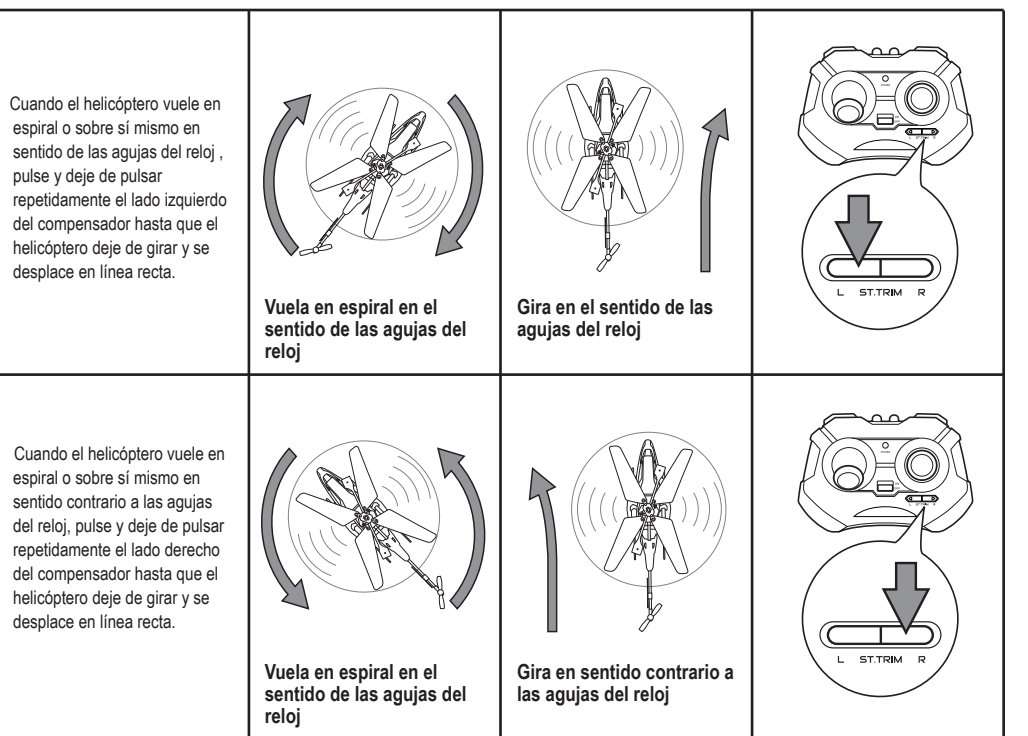 Cuando el helicóptero vuele en
espiral o sobre sí mismo en
sentido de las agujas del reloj ,
pulse y deje de pulsar
repetidamente el lado izquierdo
del compensador hasta que el
helicóptero deje de girar y se
desplace en línea recta.
Vuela en espiral en el
sentido de las agujas del
reloj
Gira en el sentido de las
agujas del reloj
L ST.TRIM R
L ST.TRIM R
Cuando el helicóptero vuele en
espiral o sobre sí mismo en
sentido contrario a las agujas
del reloj, pulse y deje de pulsar
repetidamente el lado derecho
del compensador hasta que el
helicóptero deje de girar y se
desplace en línea recta.
Vuela en espiral en el
sentido de las agujas del
reloj
Gira en sentido contrario a
las agujas del reloj
L ST.TRIM R
L ST.TRIM R